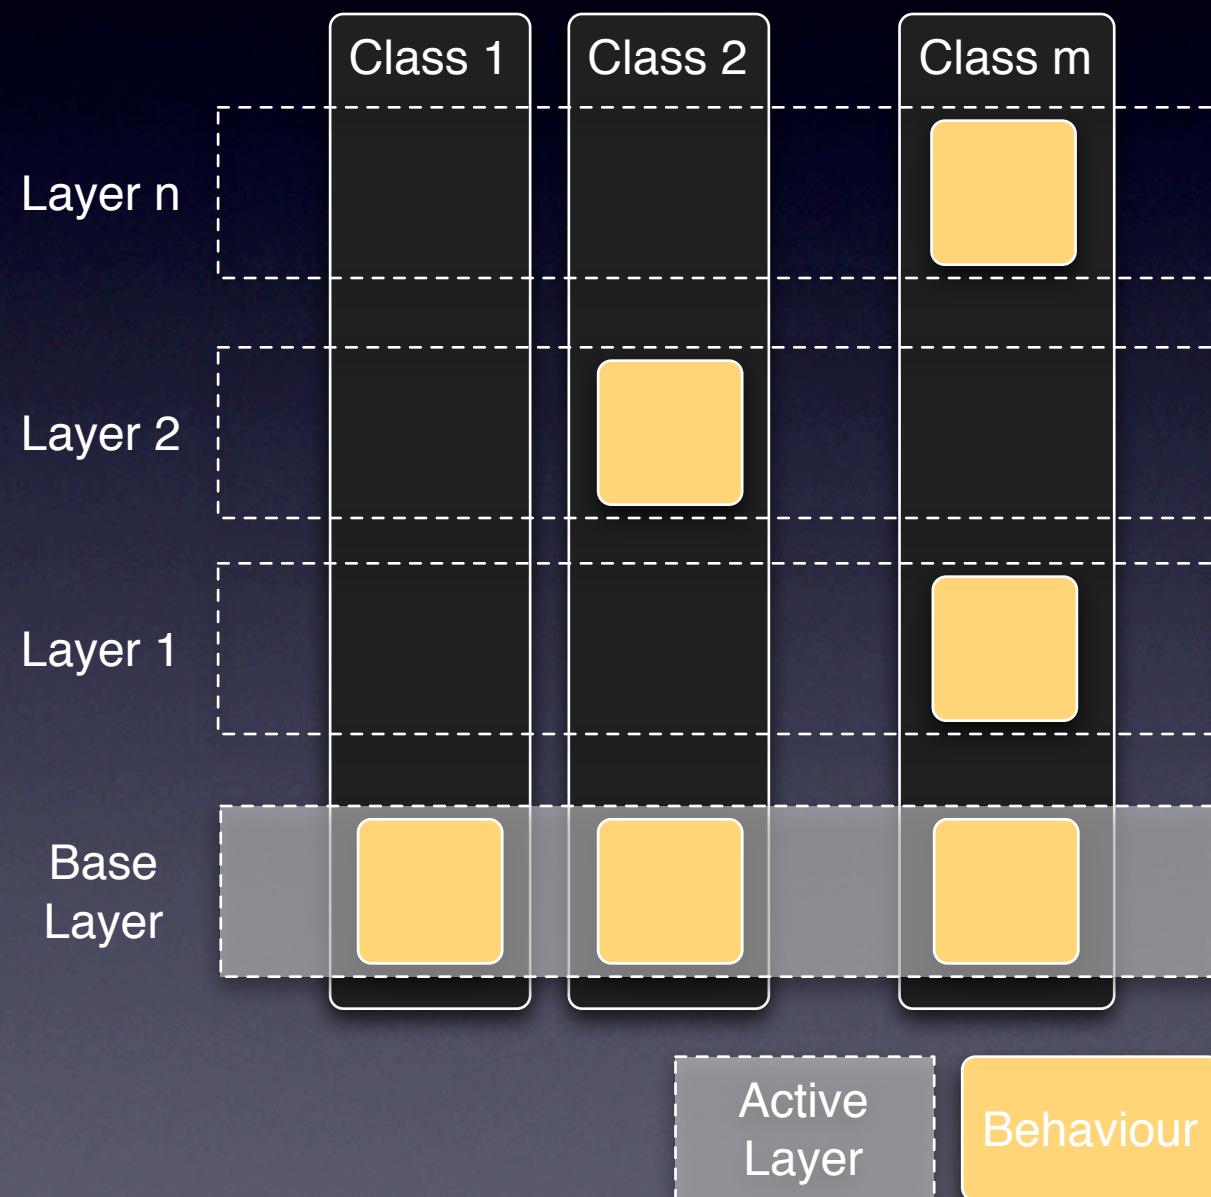 Class 1
Class 2
Class m
Layer n
Layer 2
Layer 1
Base
Layer
Active
Layer
Behaviour